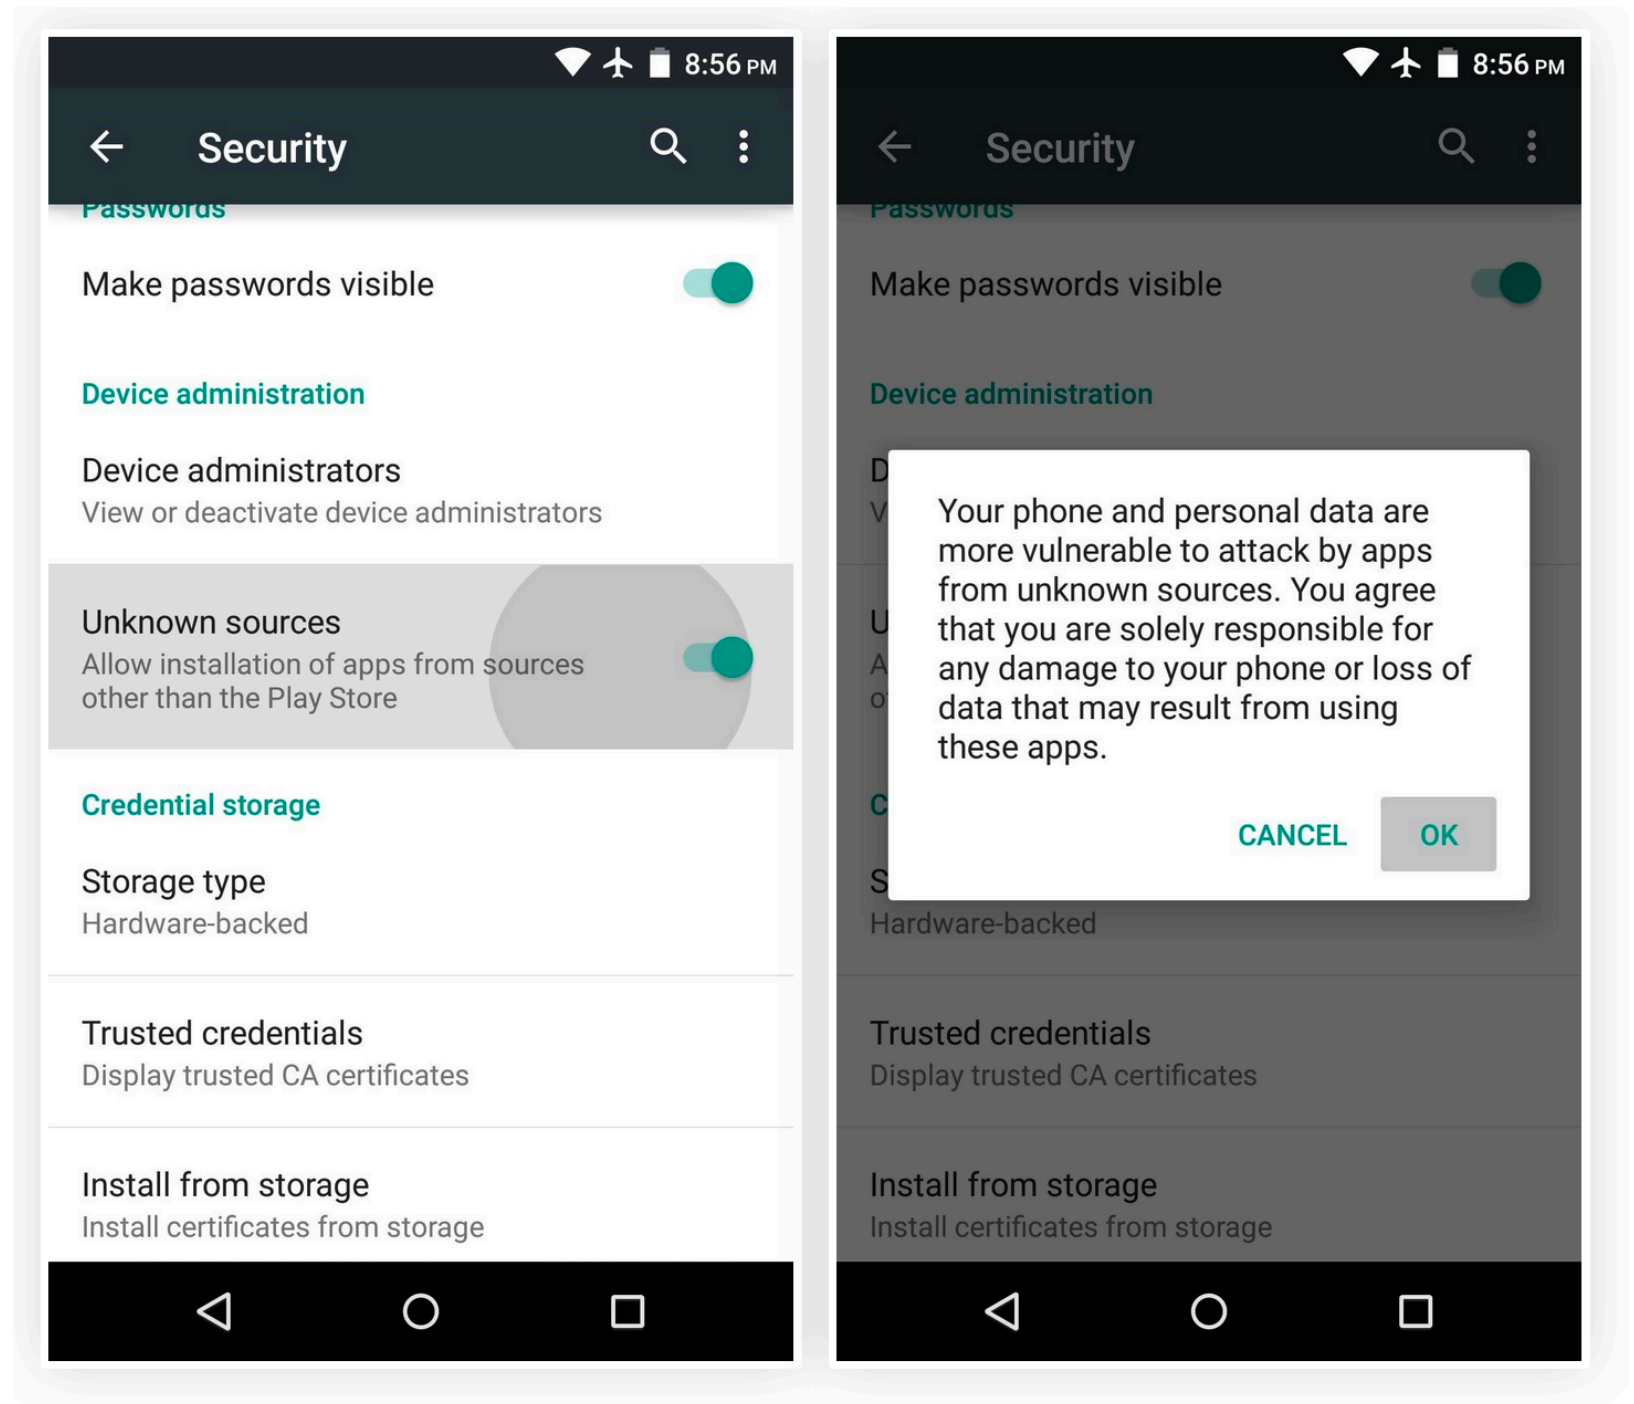 8:56 PM
Security
Passwords
Make passwords visible
Device administration
Device administrators
View or deactivate device administrators
Unknown sources
Allow installation of apps from sources
other than the Play Store
Credential storage
Storage type
Hardware-backed
Trusted credentials
Display trusted CA certificates
Install from storage
Install certificates from storage
8:56 PM
Security
Passwords
Make passwords visible
Device administration
D
V
Your phone and personal data are
more vulnerable to attack by apps
from unknown sources. You agree
that you are solely responsible for
any damage to your phone or loss of
data that may result from using
these apps.
U
A
o
C
CANCEL OK
S
Hardware-backed
Trusted credentials
Display trusted CA certificates
Install from storage
Install certificates from storage